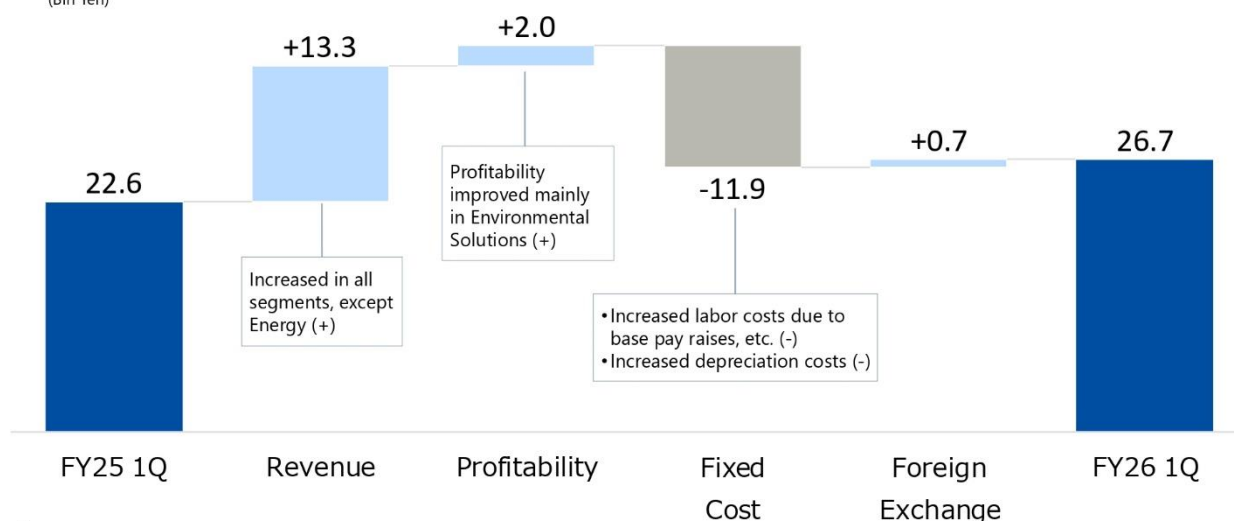 (Bln Yen)
22.6
+13.3
+2.0
-11.9
+0.7
26.7
Increased in all
segments, except
Energy (+)
Profitability
improved mainly
in Environmental
Solutions (+)
•Increased labor costs due to
base pay raises, etc. (-)
•Increased depreciation costs (-)
FY25 1Q
Revenue
Profitability
Fixed
Cost
Foreign
Exchange
FY26 1Q